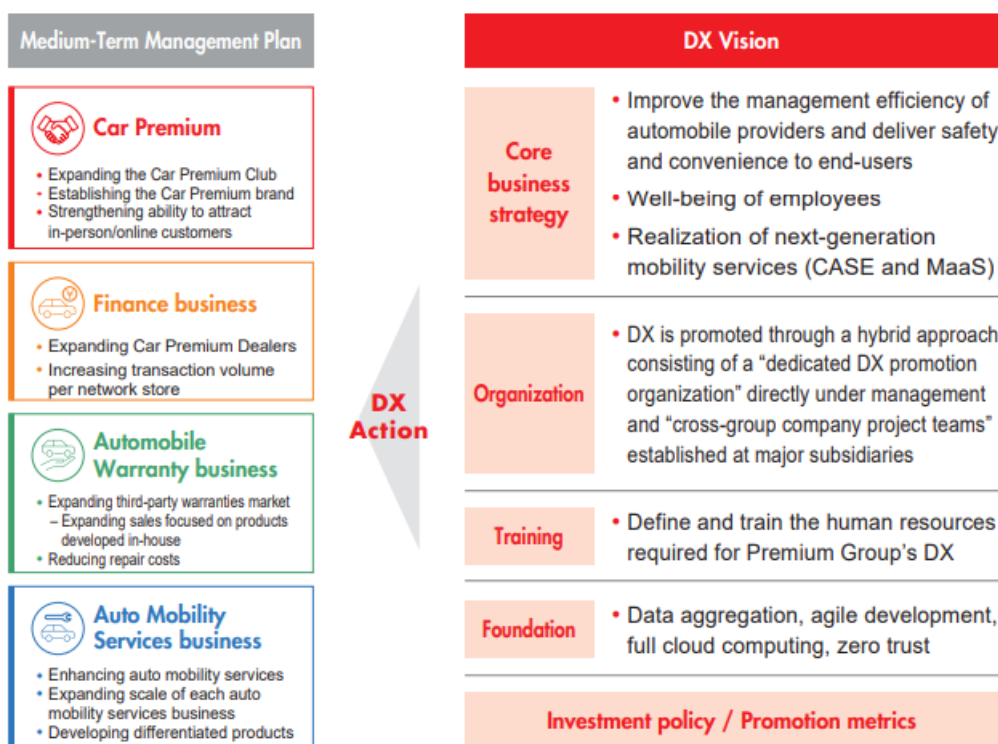 Medium-Term Management Plan
Car Premium
• Expanding the Car Premium Club
• Establishing the Car Premium brand
• Strengthening ability to attract
in-person/online customers
Finance business
• Expanding Car Premium Dealers
• Increasing transaction volume
per network store
Automobile
Warranty business
• Expanding third-party warranties market
– Expanding sales focused on products
developed in-house
• Reducing repair costs
Auto Mobility
Services business
• Enhancing auto mobility services
• Expanding scale of each auto
mobility services business
• Developing differentiated products
DX
Action
DX Vision
Core
business
strategy
• Improve the management efficiency of
automobile providers and deliver safety
and convenience to end-users
• Well-being of employees
• Realization of next-generation
mobility services (CASE and MaaS)
Organization
• DX is promoted through a hybrid approach
consisting of a “dedicated DX promotion
organization” directly under management
and “cross-group company project teams”
established at major subsidiaries
Training
• Define and train the human resources
required for Premium Group’s DX
Foundation
• Data aggregation, agile development,
full cloud computing, zero trust
Investment policy / Promotion metrics